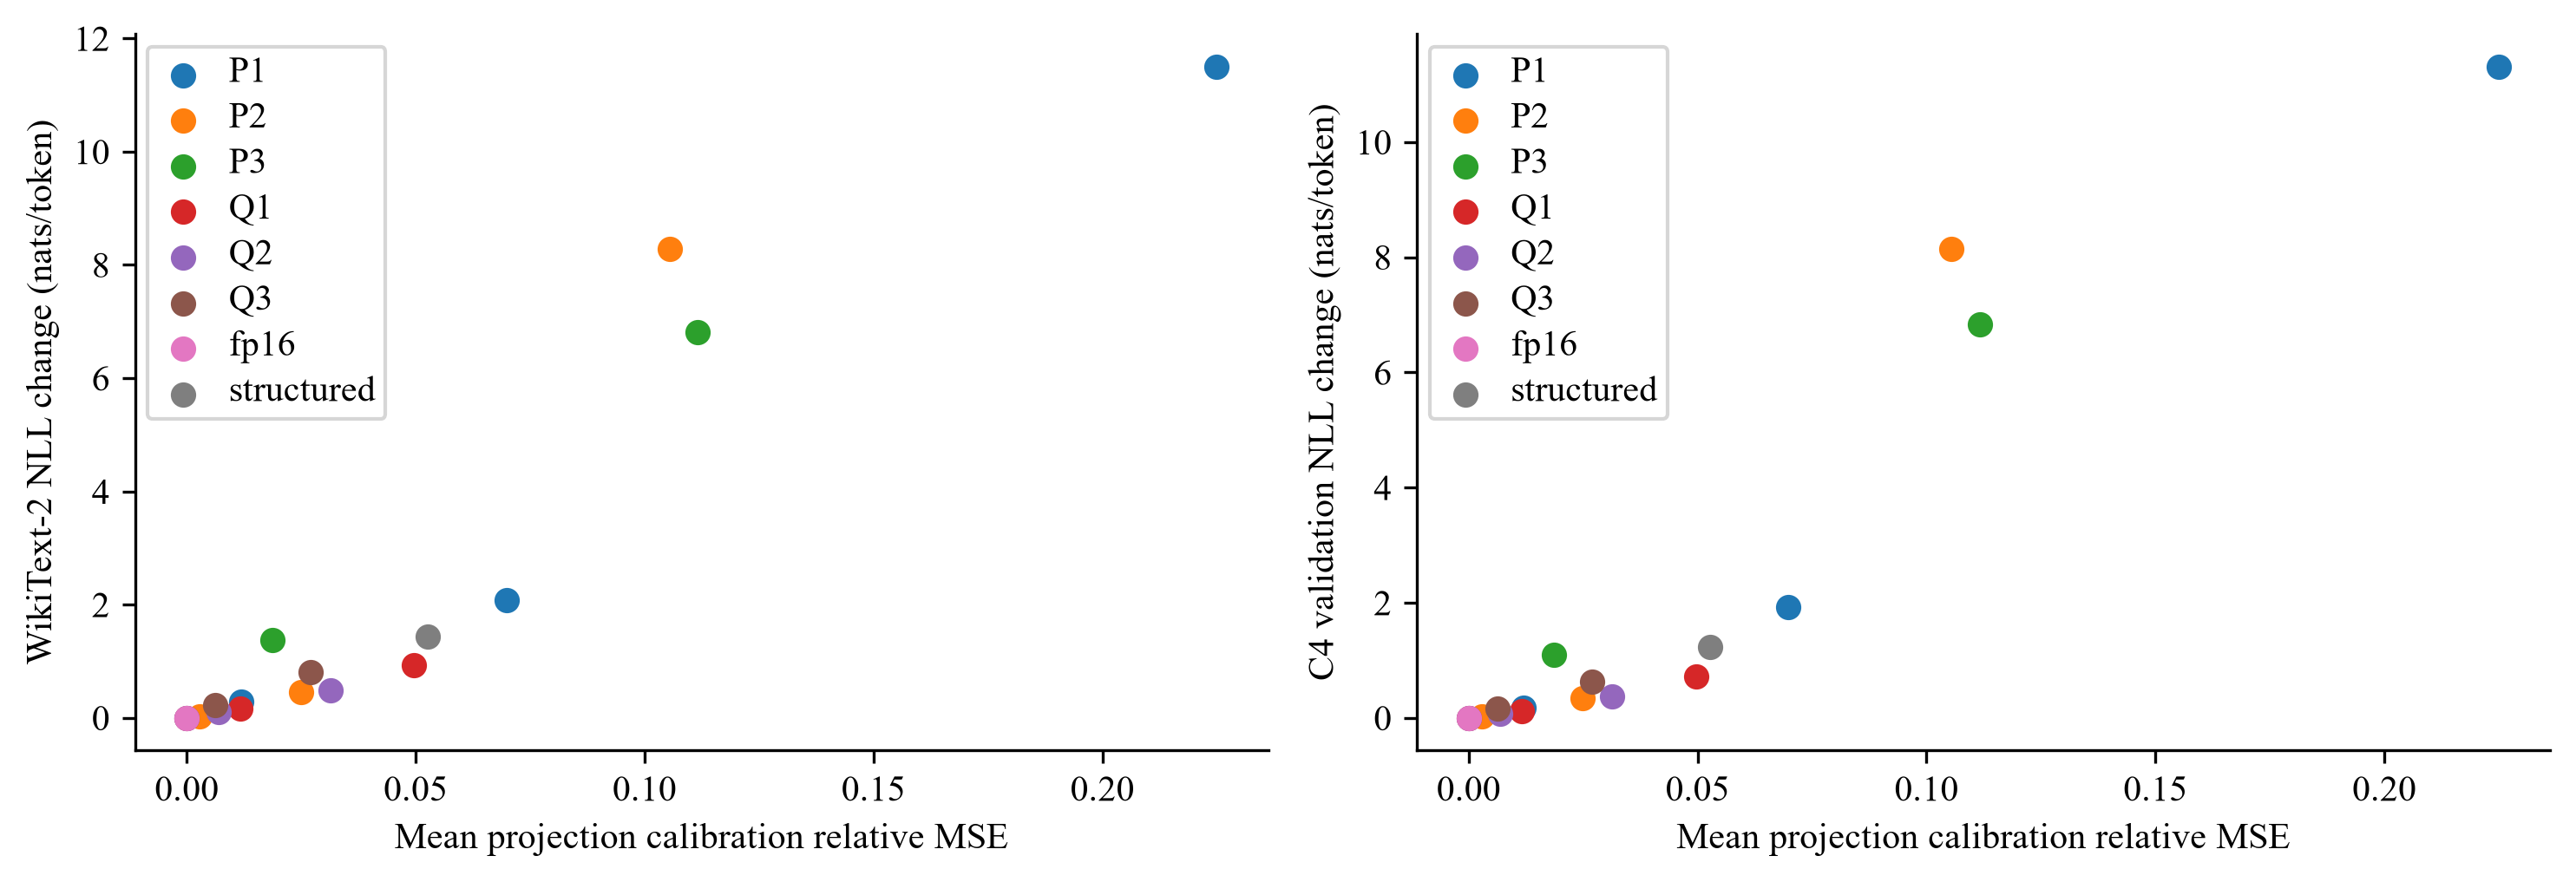 WikiText-2 NLL change (nats/token)
12
10
8
6
4
2
0
P1
P2
P3
Q1
Q2
Q3
fp16
structured
0.00 0.05 0.10 0.15 0.20
Mean projection calibration relative MSE
C4 validation NLL change (nats/token)
10
8
6
4
2
0
P1
P2
P3
Q1
Q2
Q3
fp16
structured
0.00 0.05 0.10 0.15 0.20
Mean projection calibration relative MSE